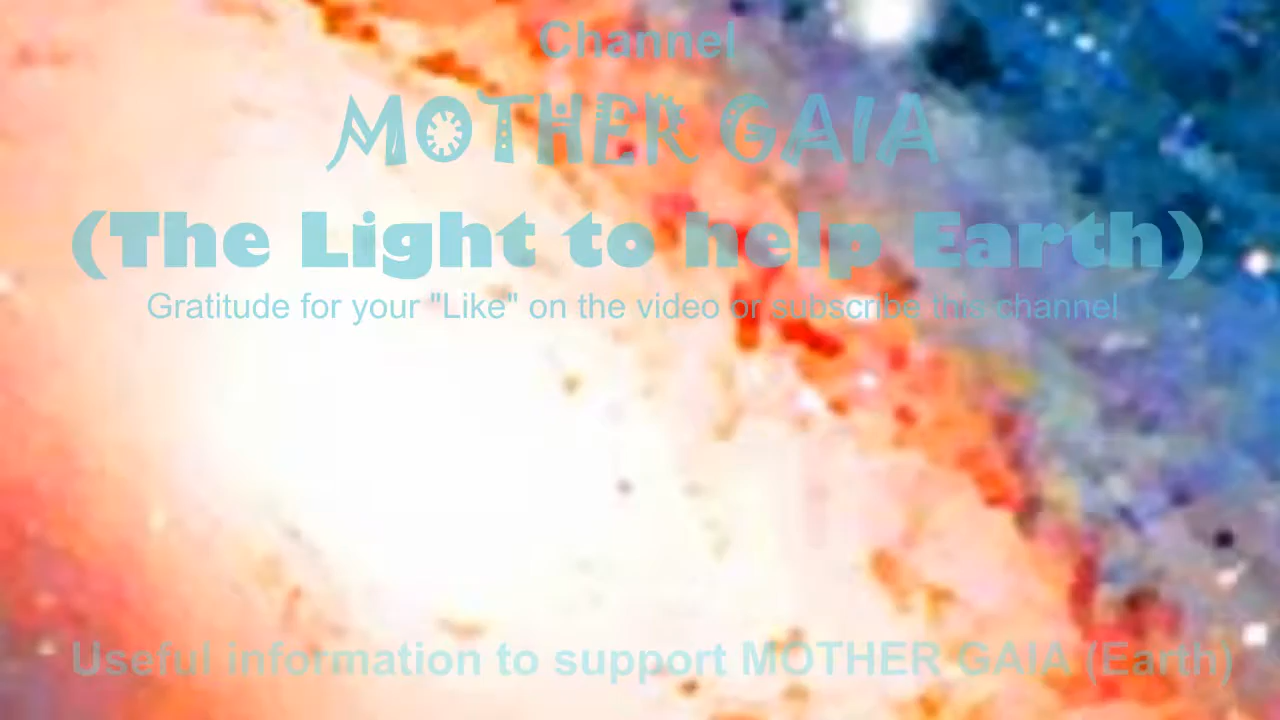 Channel
MOTHER GAIA
(The Light to help Earth)
Gratitude for your "Like" on the video or subscribe this channel
Useful information to support MOTHER GAIA (Earth)